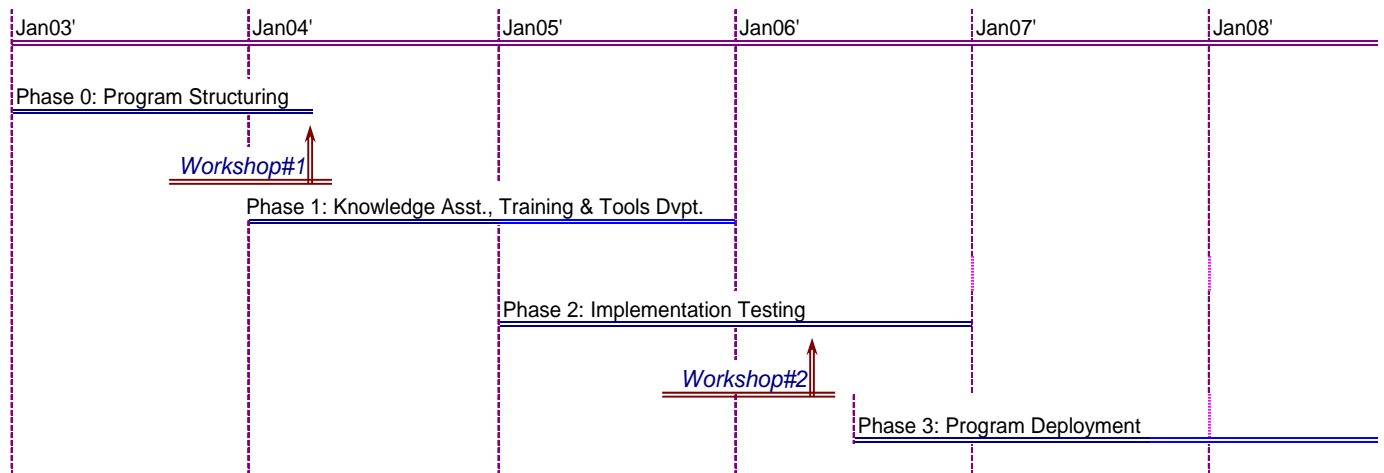 Jan03' Jan04' Jan05' Jan06' Jan07' Jan08'
Phase 0: Program Structuring
Workshop#1
Phase 1: Knowledge Asst., Training & Tools Dvpt.
Phase 2: Implementation Testing
Workshop#2
Phase 3: Program Deployment